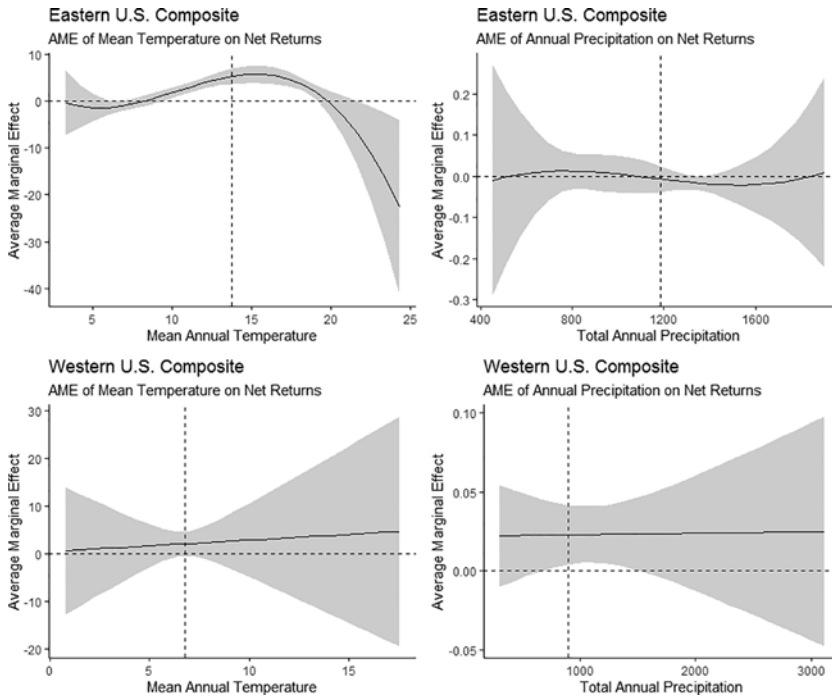 Eastern U.S. Composite
AME of Mean Temperature on Net Returns
10
0
-10
-20
-30
-40
Average Marginal Effect
5
10
15
20
25
Mean Annual Temperature
Eastern U.S. Composite
AME of Annual Precipitation on Net Returns
0.2
0.1
0.0
-0.1
-0.2
-0.3
Average Marginal Effect
400
800
1200
1600
Total Annual Precipitation
Western U.S. Composite
AME of Mean Temperature on Net Returns
30
20
10
0
-10
-20
Average Marginal Effect
0
5
10
15
Mean Annual Temperature
Western U.S. Composite
AME of Annual Precipitation on Net Returns
0.10
0.05
0.00
-0.05
Average Marginal Effect
1000
2000
3000
Total Annual Precipitation